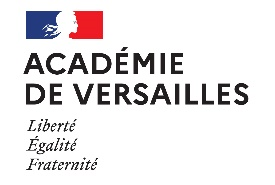 ACADÉMIE
DE VERSAILLES
Liberté
Égalité
Fraternité